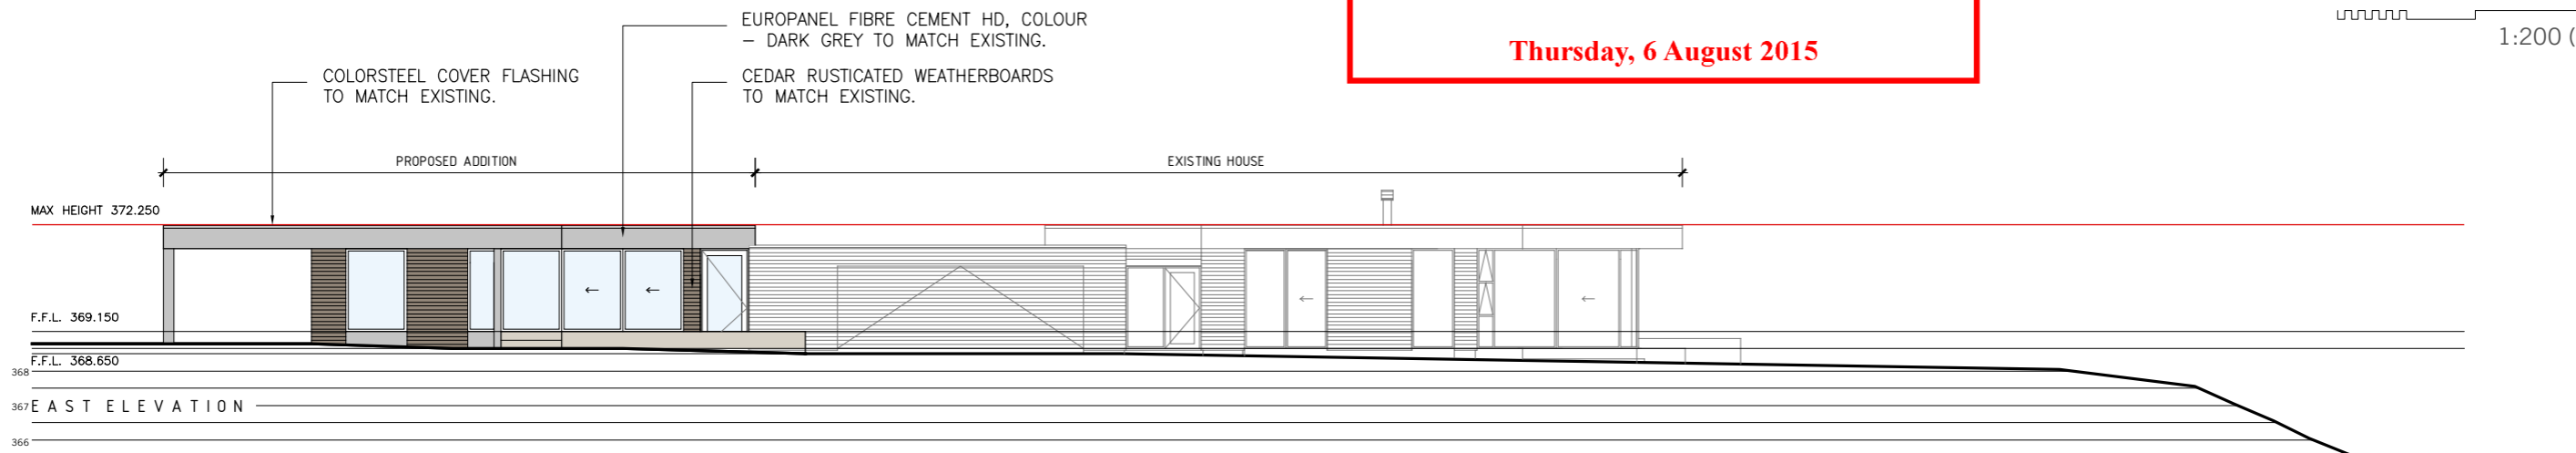 EUROPANEL FIBRE CEMENT HD, COLOUR
– DARK GREY TO MATCH EXISTING.
Thursday, 6 August 2015
1:200 (
COLORSTEEL COVER FLASHING
TO MATCH EXISTING.
CEDAR RUSTICATED WEATHERBOARDS
TO MATCH EXISTING.
PROPOSED ADDITION
EXISTING HOUSE
MAX HEIGHT 372.250
F.F.L. 369.150
F.F.L. 368.650
368
367
EAST ELEVATION
366